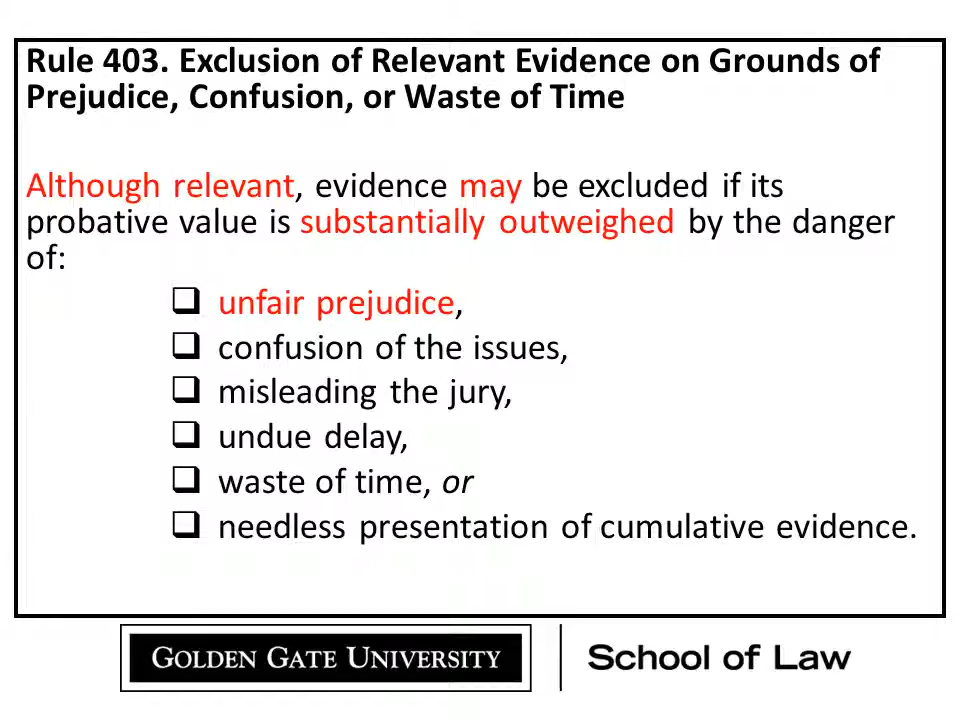 Rule 403. Exclusion of Relevant Evidence on Grounds of
Prejudice, Confusion, or Waste of Time
Although relevant, evidence may be excluded if its
probative value is substantially outweighed by the danger
of:
❑ unfair prejudice,
❑ confusion of the issues,
❑ misleading the jury,
❑ undue delay,
❑ waste of time, or
❑ needless presentation of cumulative evidence.
GOLDEN GATE UNIVERSITY
School of Law